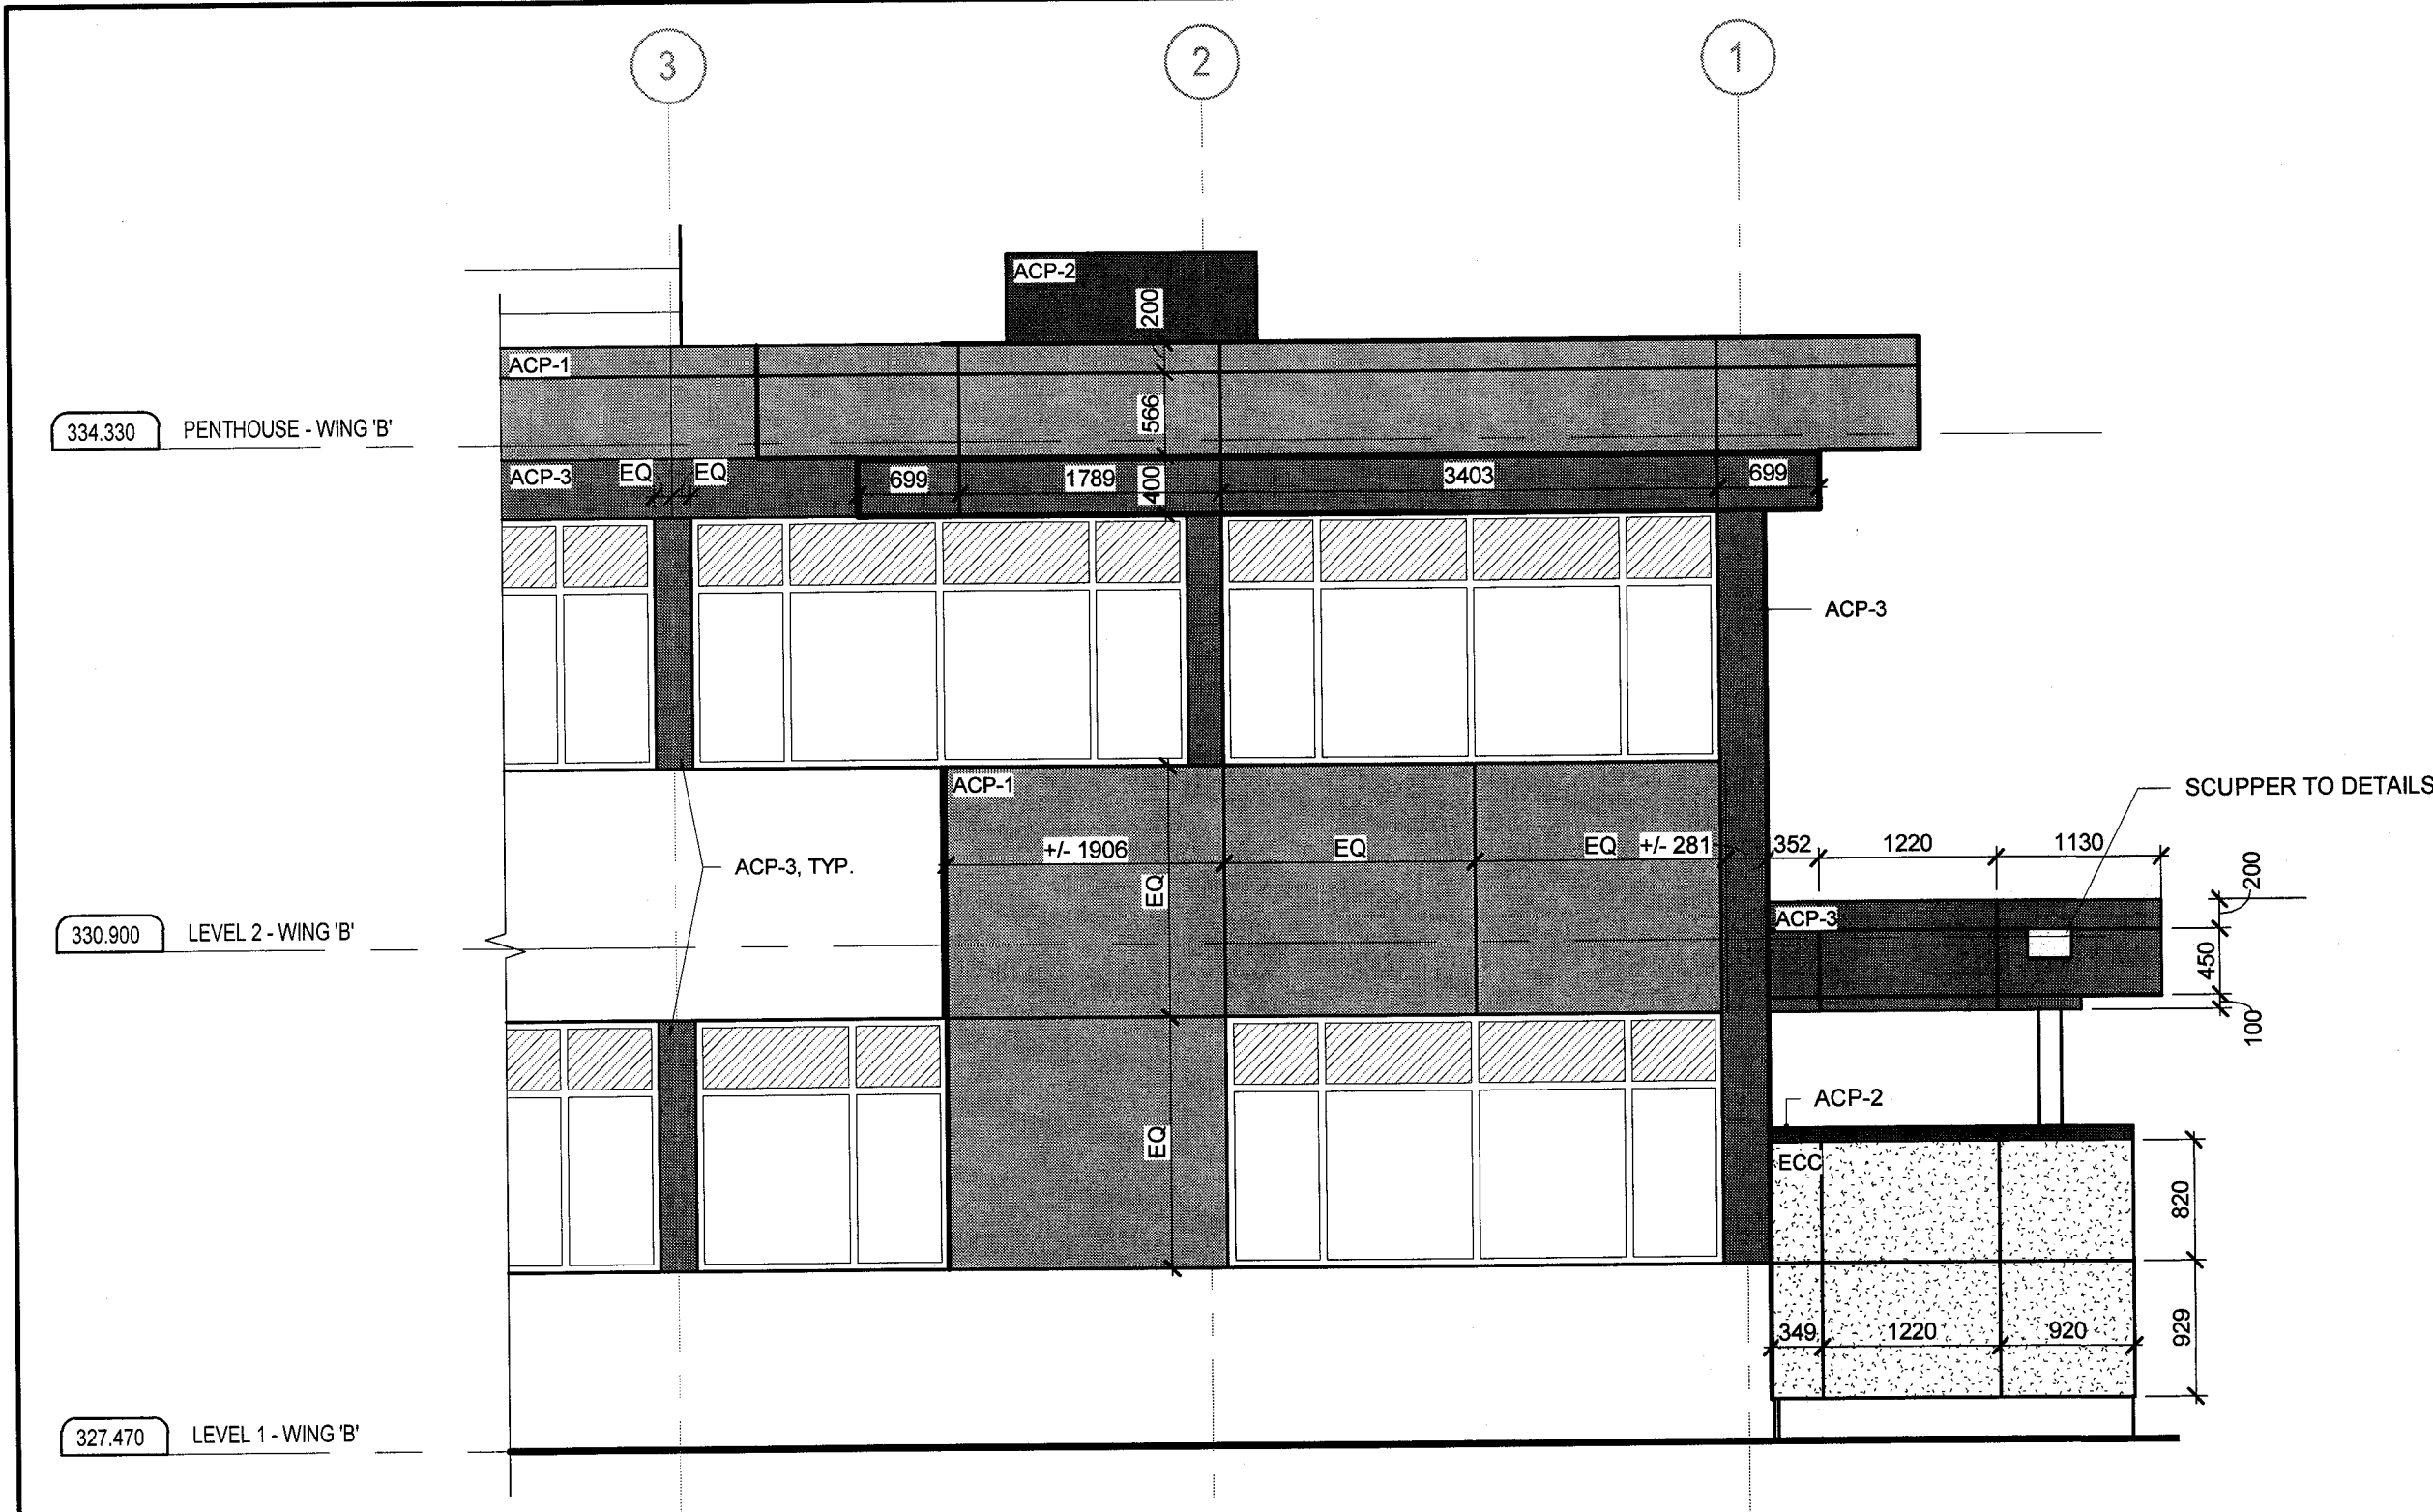 3
2
1
ACP-2
200
ACP-1
566
334.330 PENTHOUSE - WING 'B'
ACP-3 EQ EQ 699 1789 400 3403 699
ACP-3
ACP-1
SCUPPER TO DETAILS
+/- 1906 EQ EQ +/- 281 352 1220 1130
ACP-3, TYP.
EQ
200
ACP-3
330.900 LEVEL 2 - WING 'B'
450
100
ACP-2
EQ
ECC
820
349 1220 920
929
327.470 LEVEL 1 - WING 'B'